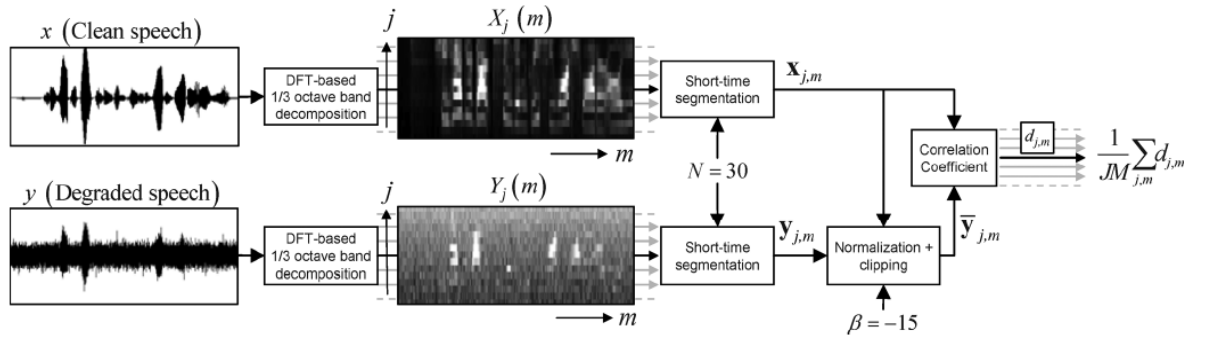 x (Clean speech)
DFT-based
1/3 octave band
decomposition
j
X_j (m)
m
Short-time
segmentation
𝐱_{j,m}
N = 30
y (Degraded speech)
DFT-based
1/3 octave band
decomposition
j
Y_j (m)
m
Short-time
segmentation
𝐲_{j,m}
Normalization +
clipping
β = −15
𝐲̅_{j,m}
Correlation
Coefficient
d_{j,m}
1/JM ∑_{j,m} d_{j,m}